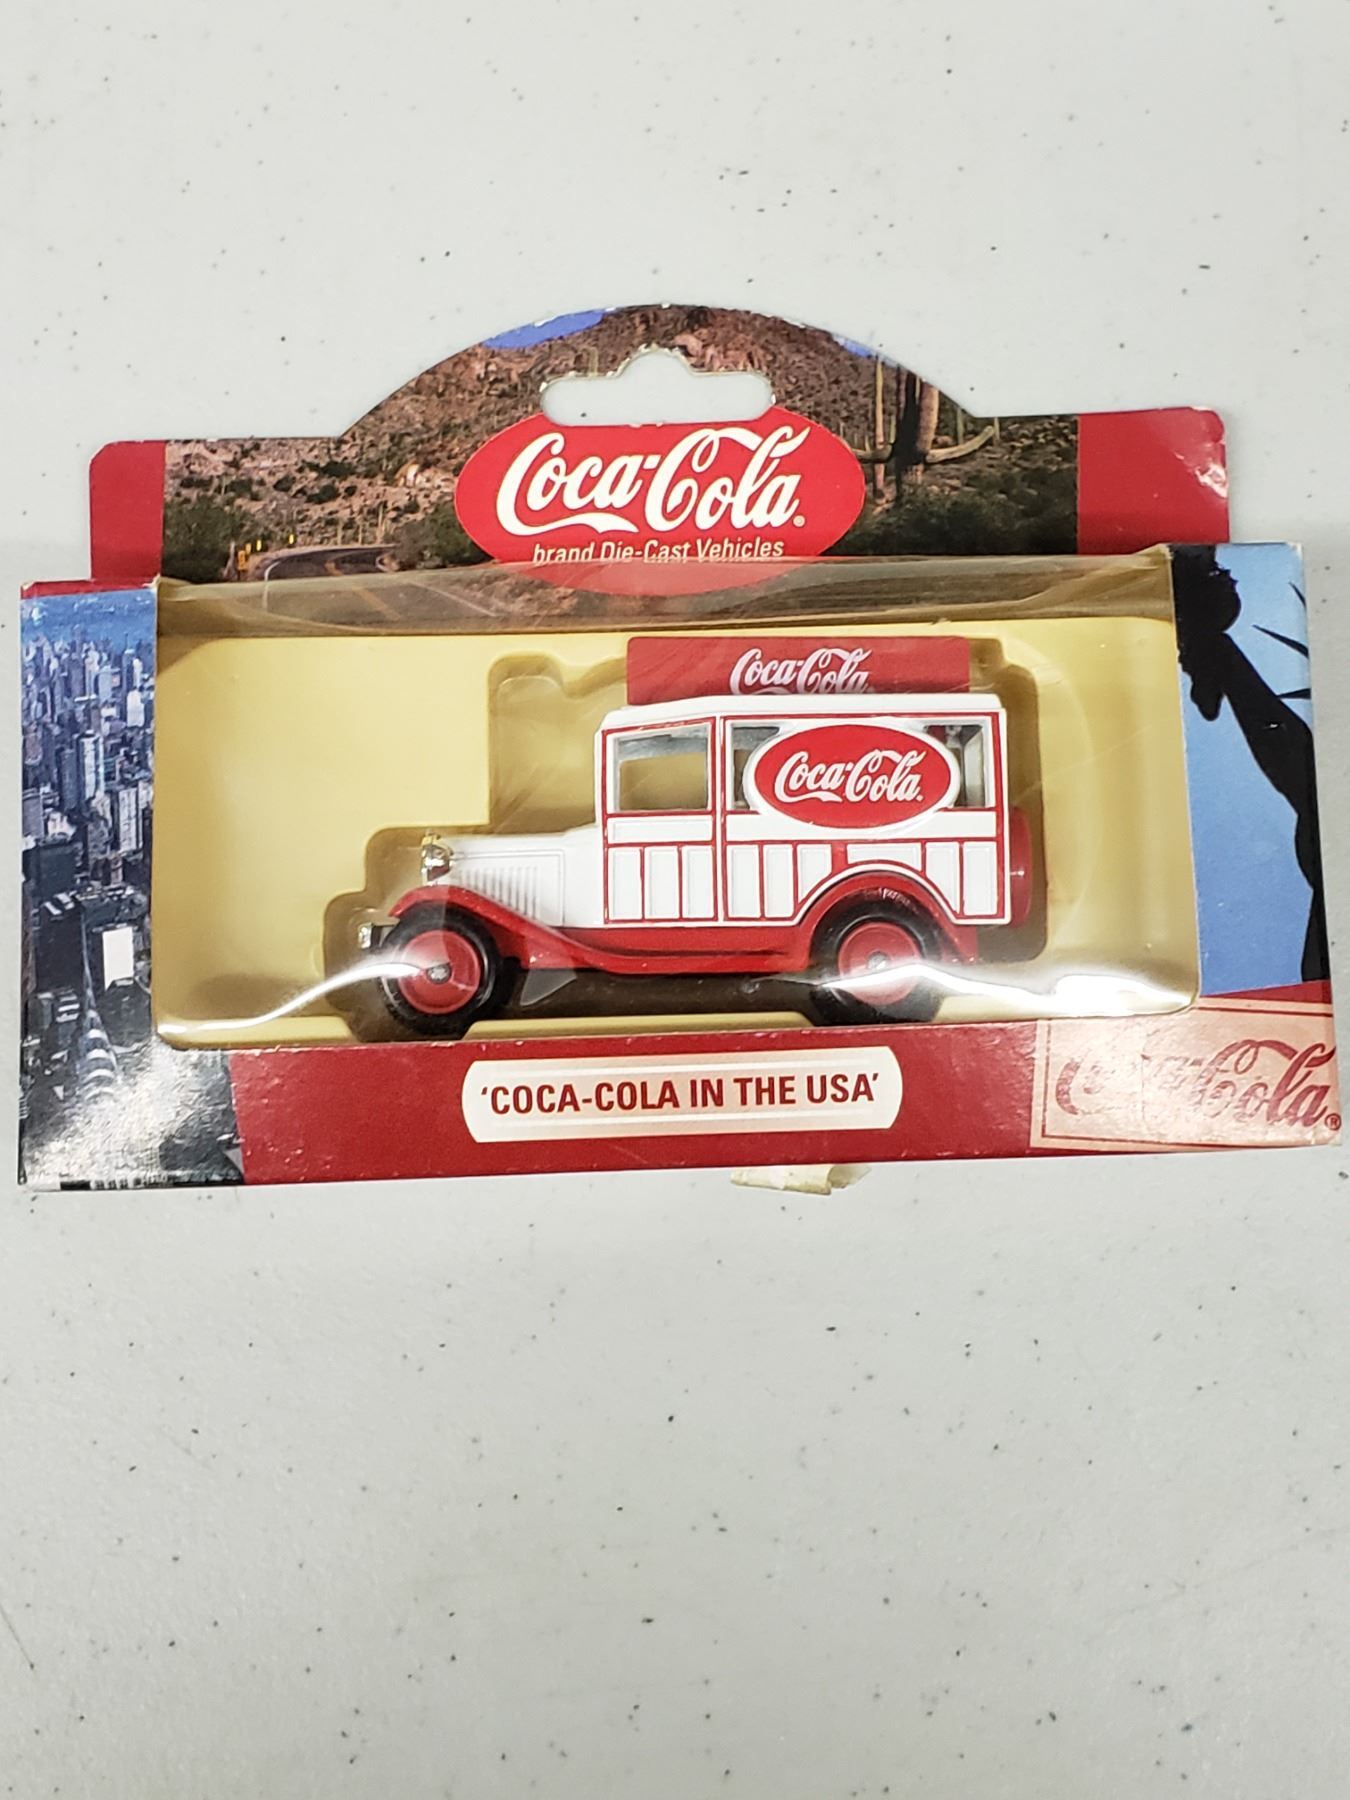 Coca-Cola®
brand Die-Cast Vehicles
Coca-Cola
Coca-Cola
'COCA-COLA IN THE USA'
Coca-Cola®